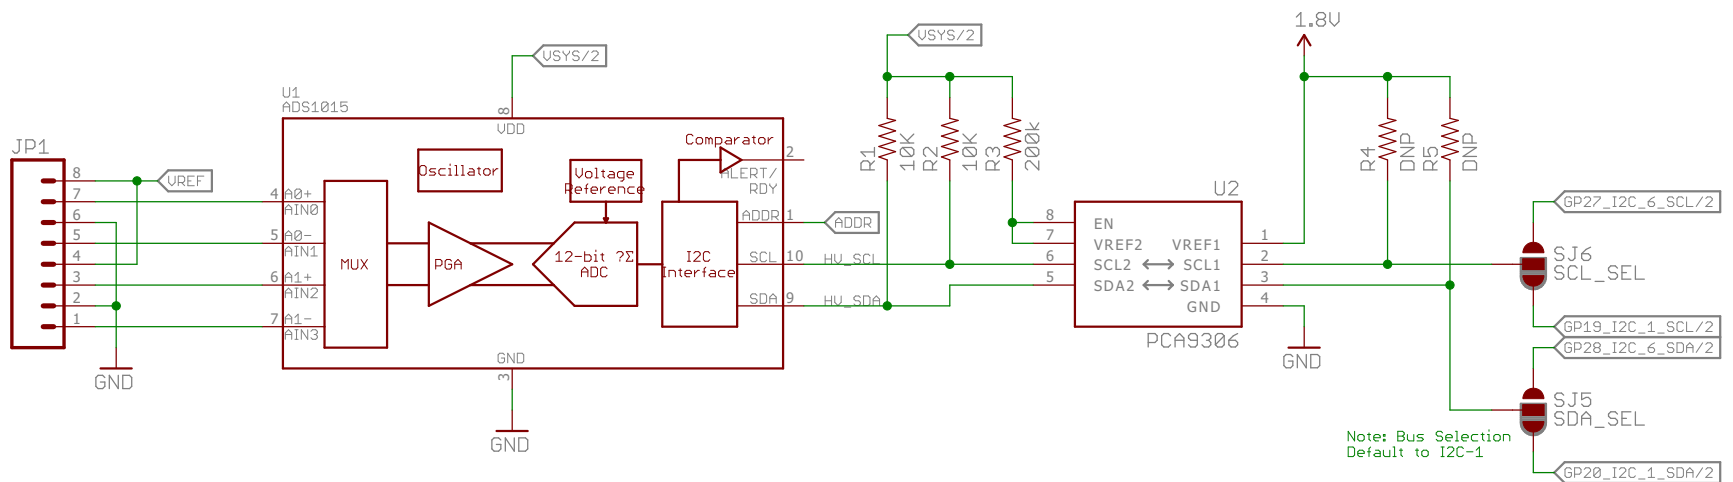 JP1
8
7
6
5
4
3
2
1
VREF
GND
U1
ADS1015
VSYS/2
8
VDD
Oscillator
Voltage
Reference
Comparator
2
ALERT/
RDY
4 A0+
AIN0
5 A0-
AIN1
6 A1+
AIN2
7 A1-
AIN3
MUX
PGA
12-bit ?Σ
ADC
I2C
Interface
ADDR 1
ADDR
SCL 10
HV_SCL
SDA 9
HV_SDA
GND
3
GND
VSYS/2
R1
10K
R2
10K
R3
200k
U2
8 EN
7 VREF2
6 SCL2
5 SDA2
VREF1 1
SCL1 2
SDA1 3
GND 4
PCA9306
GND
1.8V
R4
DNP
R5
DNP
GP27_I2C_6_SCL/2
SJ6
SCL_SEL
GP19_I2C_1_SCL/2
GP28_I2C_6_SDA/2
SJ5
SDA_SEL
Note: Bus Selection
Default to I2C-1
GP20_I2C_1_SDA/2